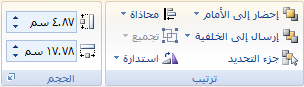 إحضار إلى الأمام
إرسال إلى الخلفية
جزء التحديد
محاذاة
تجميع
استدارة
ترتيب
٤.٨٧ سم
١٧.٧٨ سم
الحجم